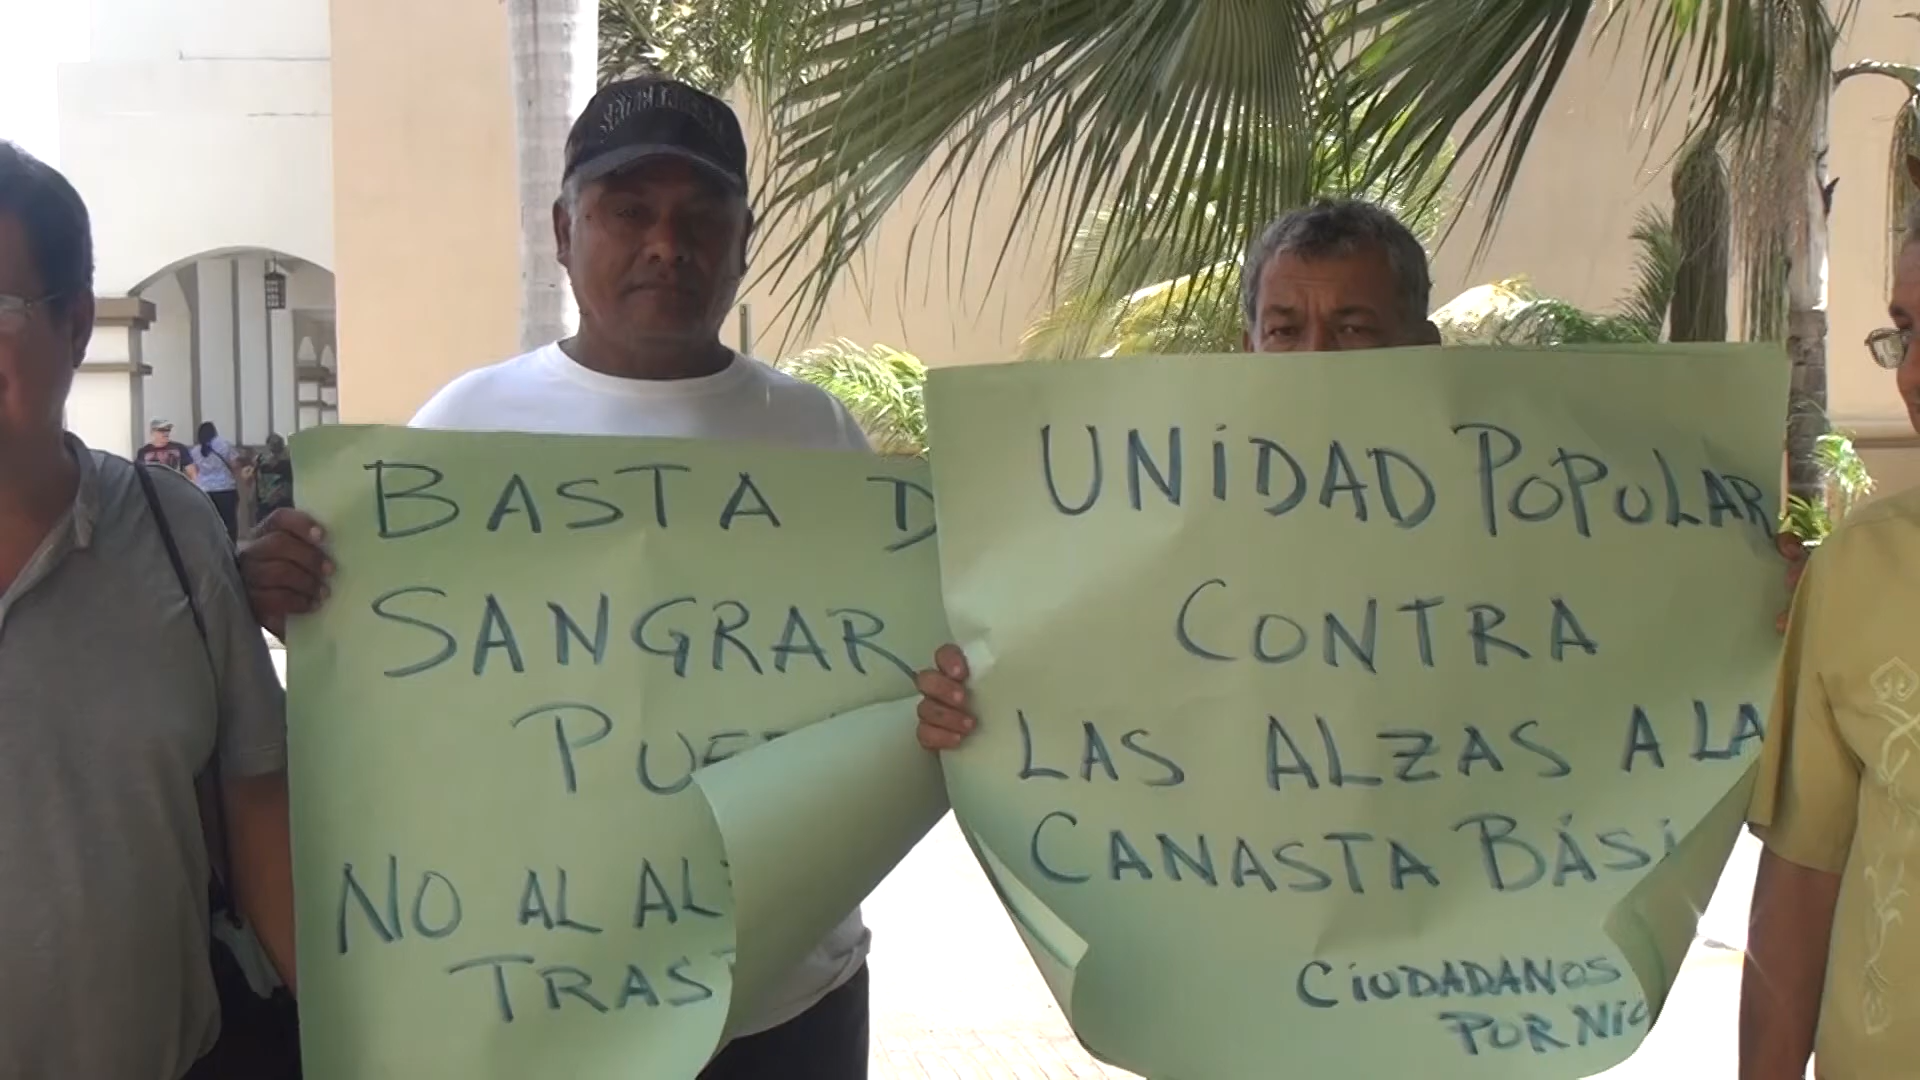 BASTA D
SANGRAR
PUE
NO AL AL
TRAS
UNIDAD POPULAR
CONTRA
LAS ALZAS A LA
CANASTA BÁSI
CIUDADANOS
POR NIC